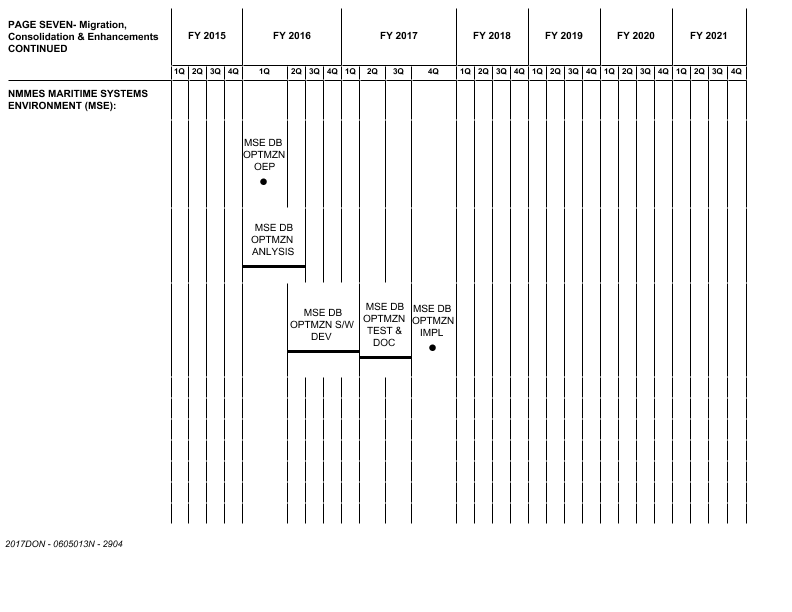 PAGE SEVEN- Migration,
Consolidation & Enhancements
CONTINUED
FY 2015 FY 2016 FY 2017 FY 2018 FY 2019 FY 2020 FY 2021
1Q 2Q 3Q 4Q 1Q 2Q 3Q 4Q 1Q 2Q 3Q 4Q 1Q 2Q 3Q 4Q 1Q 2Q 3Q 4Q 1Q 2Q 3Q 4Q 1Q 2Q 3Q 4Q
NMMES MARITIME SYSTEMS
ENVIRONMENT (MSE):
MSE DB
OPTMZN
OEP
MSE DB
OPTMZN
ANLYSIS
MSE DB
OPTMZN S/W
DEV
MSE DB
OPTMZN
TEST &
DOC
MSE DB
OPTMZN
IMPL
2017DON - 0605013N - 2904